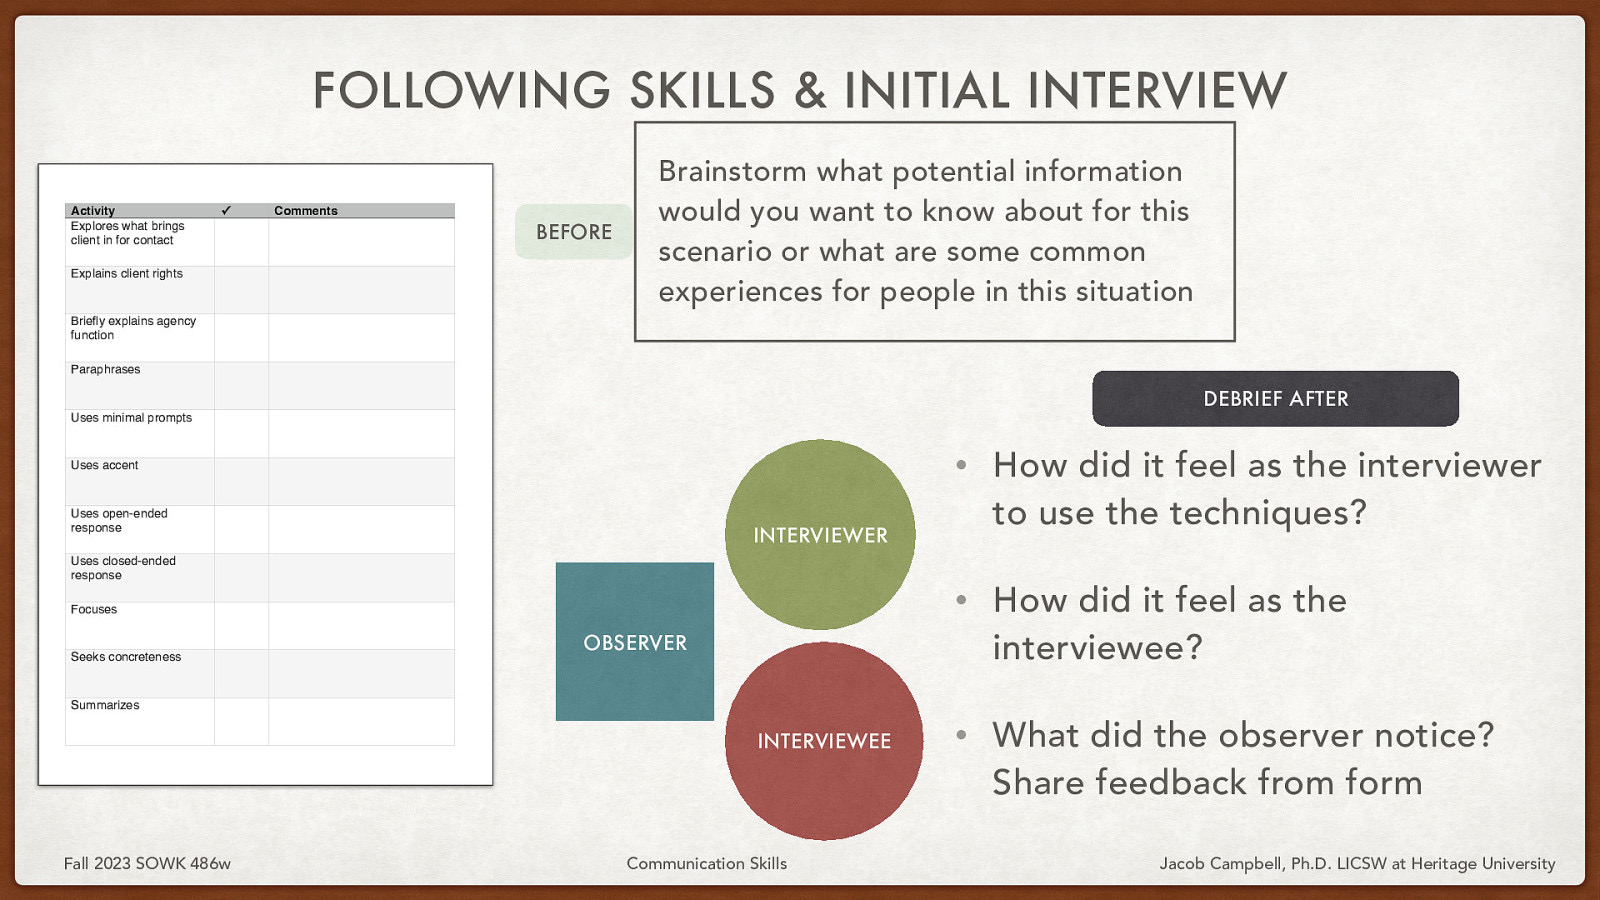 FOLLOWING SKILLS & INITIAL INTERVIEW
Activity ✓ Comments
Explores what brings
client in for contact
Explains client rights
Briefly explains agency
function
Paraphrases
Uses minimal prompts
Uses accent
Uses open-ended
response
Uses closed-ended
response
Focuses
Seeks concreteness
Summarizes
BEFORE
Brainstorm what potential information
would you want to know about for this
scenario or what are some common
experiences for people in this situation
OBSERVER
INTERVIEWER
INTERVIEWEE
DEBRIEF AFTER
• How did it feel as the interviewer
to use the techniques?
• How did it feel as the
interviewee?
• What did the observer notice?
Share feedback from form
Fall 2023 SOWK 486w
Communication Skills
Jacob Campbell, Ph.D. LICSW at Heritage University